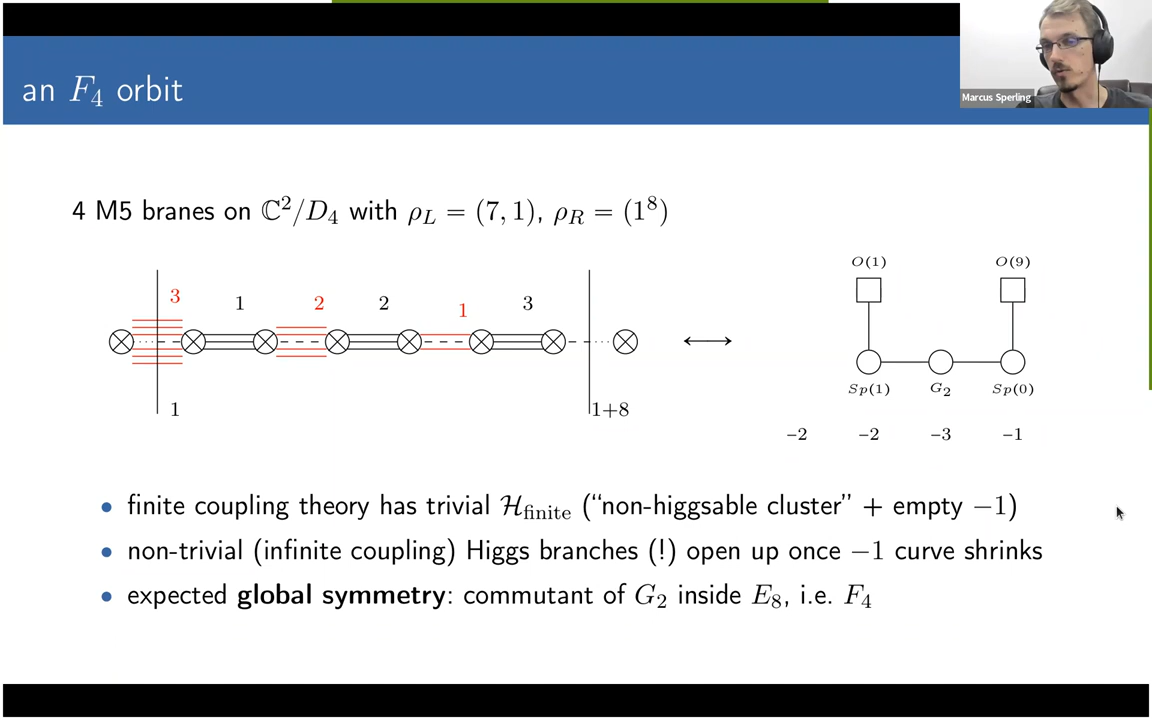 an F₄ orbit
Marcus Sperling
4 M5 branes on ℂ²/D₄ with ρ_L = (7, 1), ρ_R = (1⁸)
3 1 2 2 1 3
1 1+8
⟷
O(1) O(9)
Sp(1) G₂ Sp(0)
−2 −2 −3 −1
• finite coupling theory has trivial ℋ_finite (“non-higgsable cluster” + empty −1)
• non-trivial (infinite coupling) Higgs branches (!) open up once −1 curve shrinks
• expected global symmetry: commutant of G₂ inside E₈, i.e. F₄